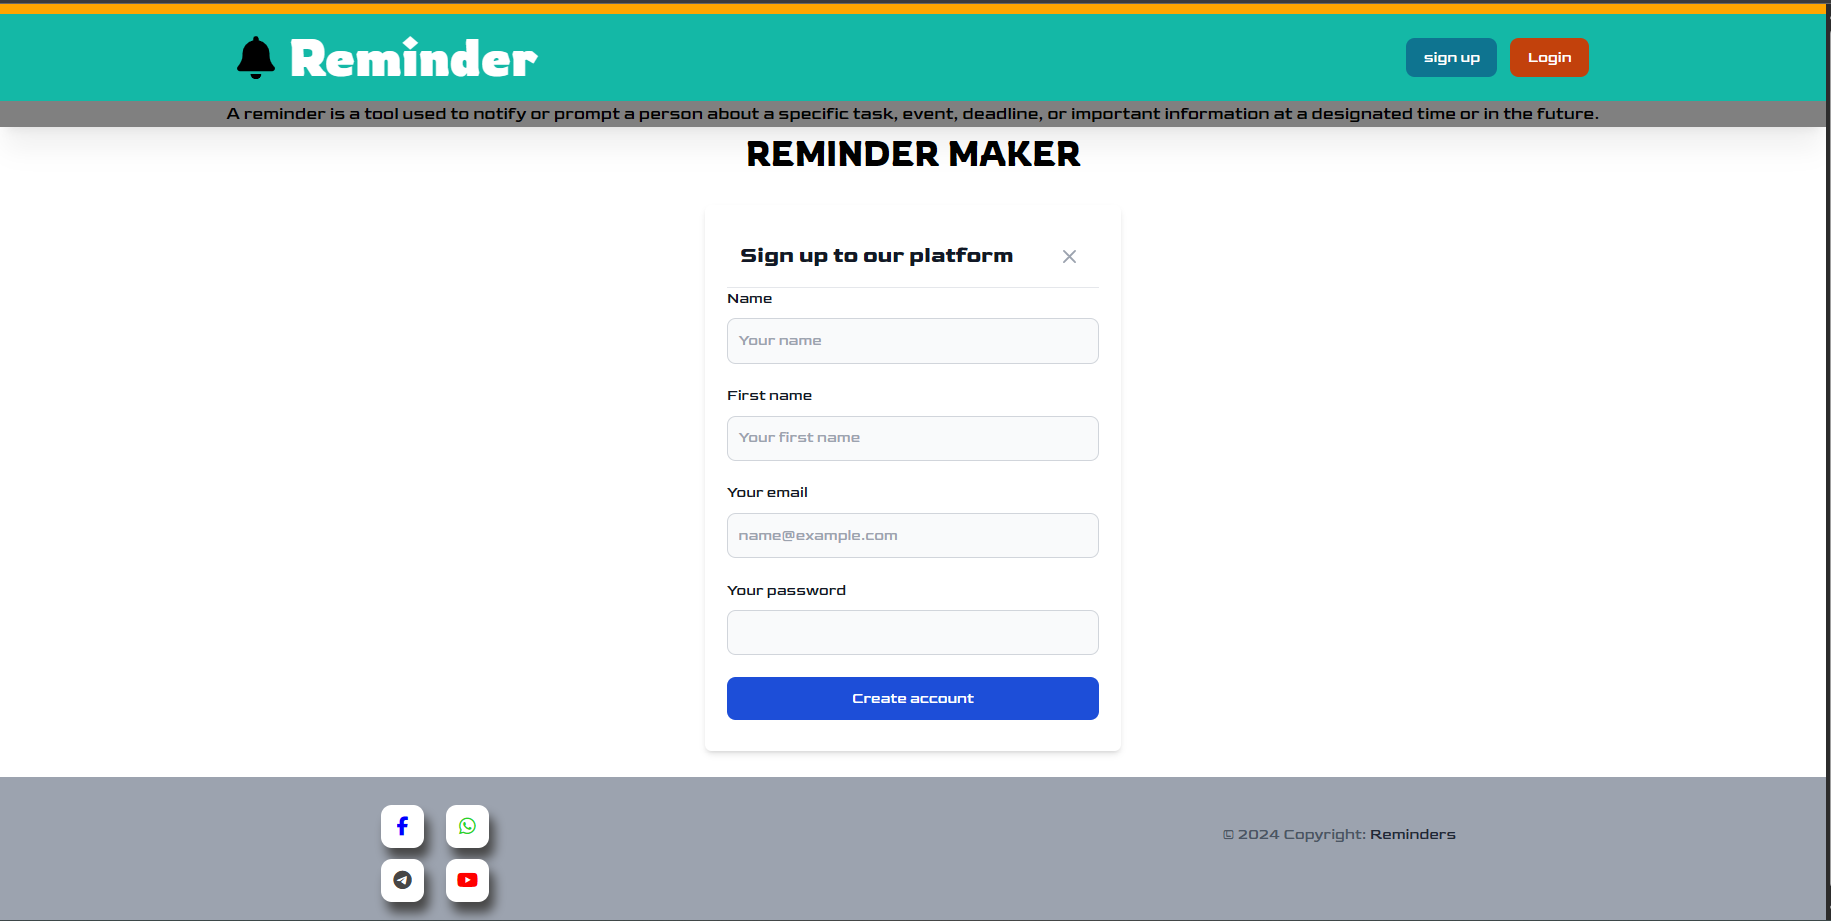 Reminder
sign up
Login
A reminder is a tool used to notify or prompt a person about a specific task, event, deadline, or important information at a designated time or in the future.
REMINDER MAKER
Sign up to our platform
Name
Your name
First name
Your first name
Your email
name@example.com
Your password
Create account
© 2024 Copyright: Reminders